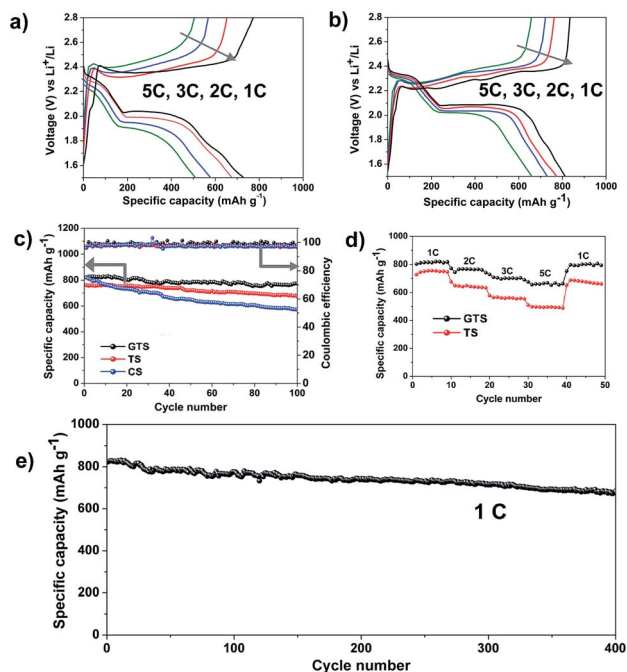 a)
2.8
2.6
2.4
2.2
2.0
1.8
1.6
Voltage (V) vs Li+/Li
5C, 3C, 2C, 1C
0 200 400 600 800 1000
Specific capacity (mAh g-1)
b)
2.8
2.6
2.4
2.2
2.0
1.8
1.6
Voltage (V) vs Li+/Li
5C, 3C, 2C, 1C
0 200 400 600 800 1000
Specific capacity (mAh g-1)
c)
1200
1000
800
600
400
200
0
Specific capacity (mAh g-1)
100
80
60
40
20
0
Coulombic efficiency
GTS
TS
CS
0 20 40 60 80 100
Cycle number
d)
1000
800
600
400
200
0
Specific capacity (mAh g-1)
1C 2C 3C 5C 1C
GTS
TS
0 10 20 30 40 50
Cycle number
e)
1000
800
600
400
200
0
Specific capacity (mAh g-1)
1 C
0 100 200 300 400
Cycle number